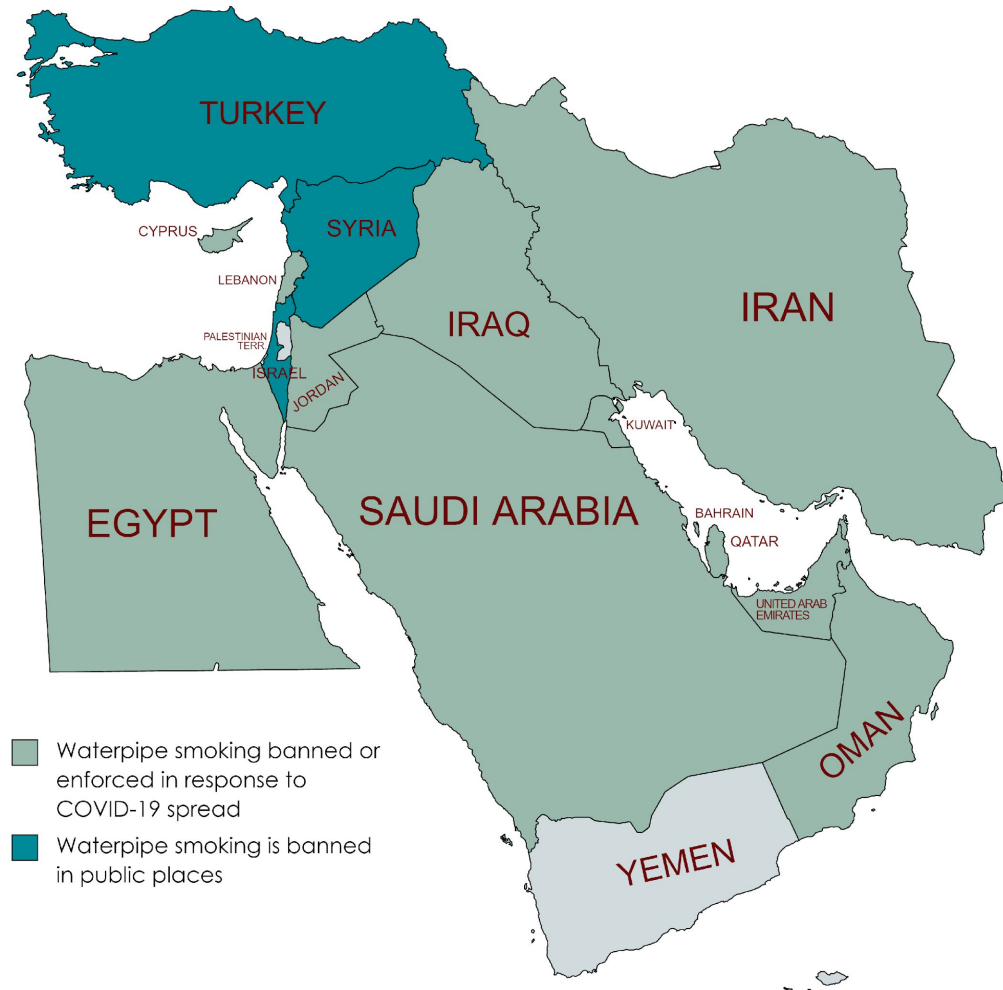 TURKEY
CYPRUS
SYRIA
LEBANON
IRAN
IRAQ
PALESTINIAN
TERR.
ISRAEL
JORDAN
KUWAIT
SAUDI ARABIA
EGYPT
BAHRAIN
QATAR
UNITED ARAB
EMIRATES
OMAN
YEMEN
Waterpipe smoking banned or
enforced in response to
COVID-19 spread
Waterpipe smoking is banned
in public places